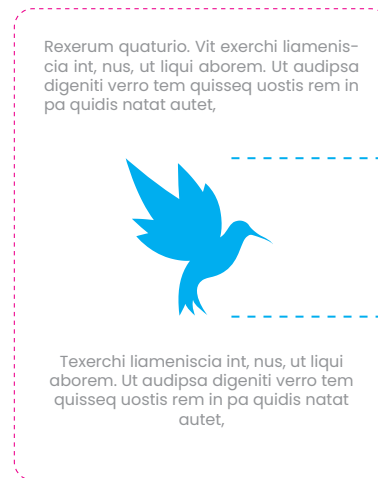 Rexerum quaturio. Vit exerchi liamenis-
cia int, nus, ut liqui aborem. Ut audipsa
digeniti verro tem quisseq uostis rem in
pa quidis natat autet,
Texerchi liameniscia int, nus, ut liqui
aborem. Ut audipsa digeniti verro tem
quisseq uostis rem in pa quidis natat
autet,